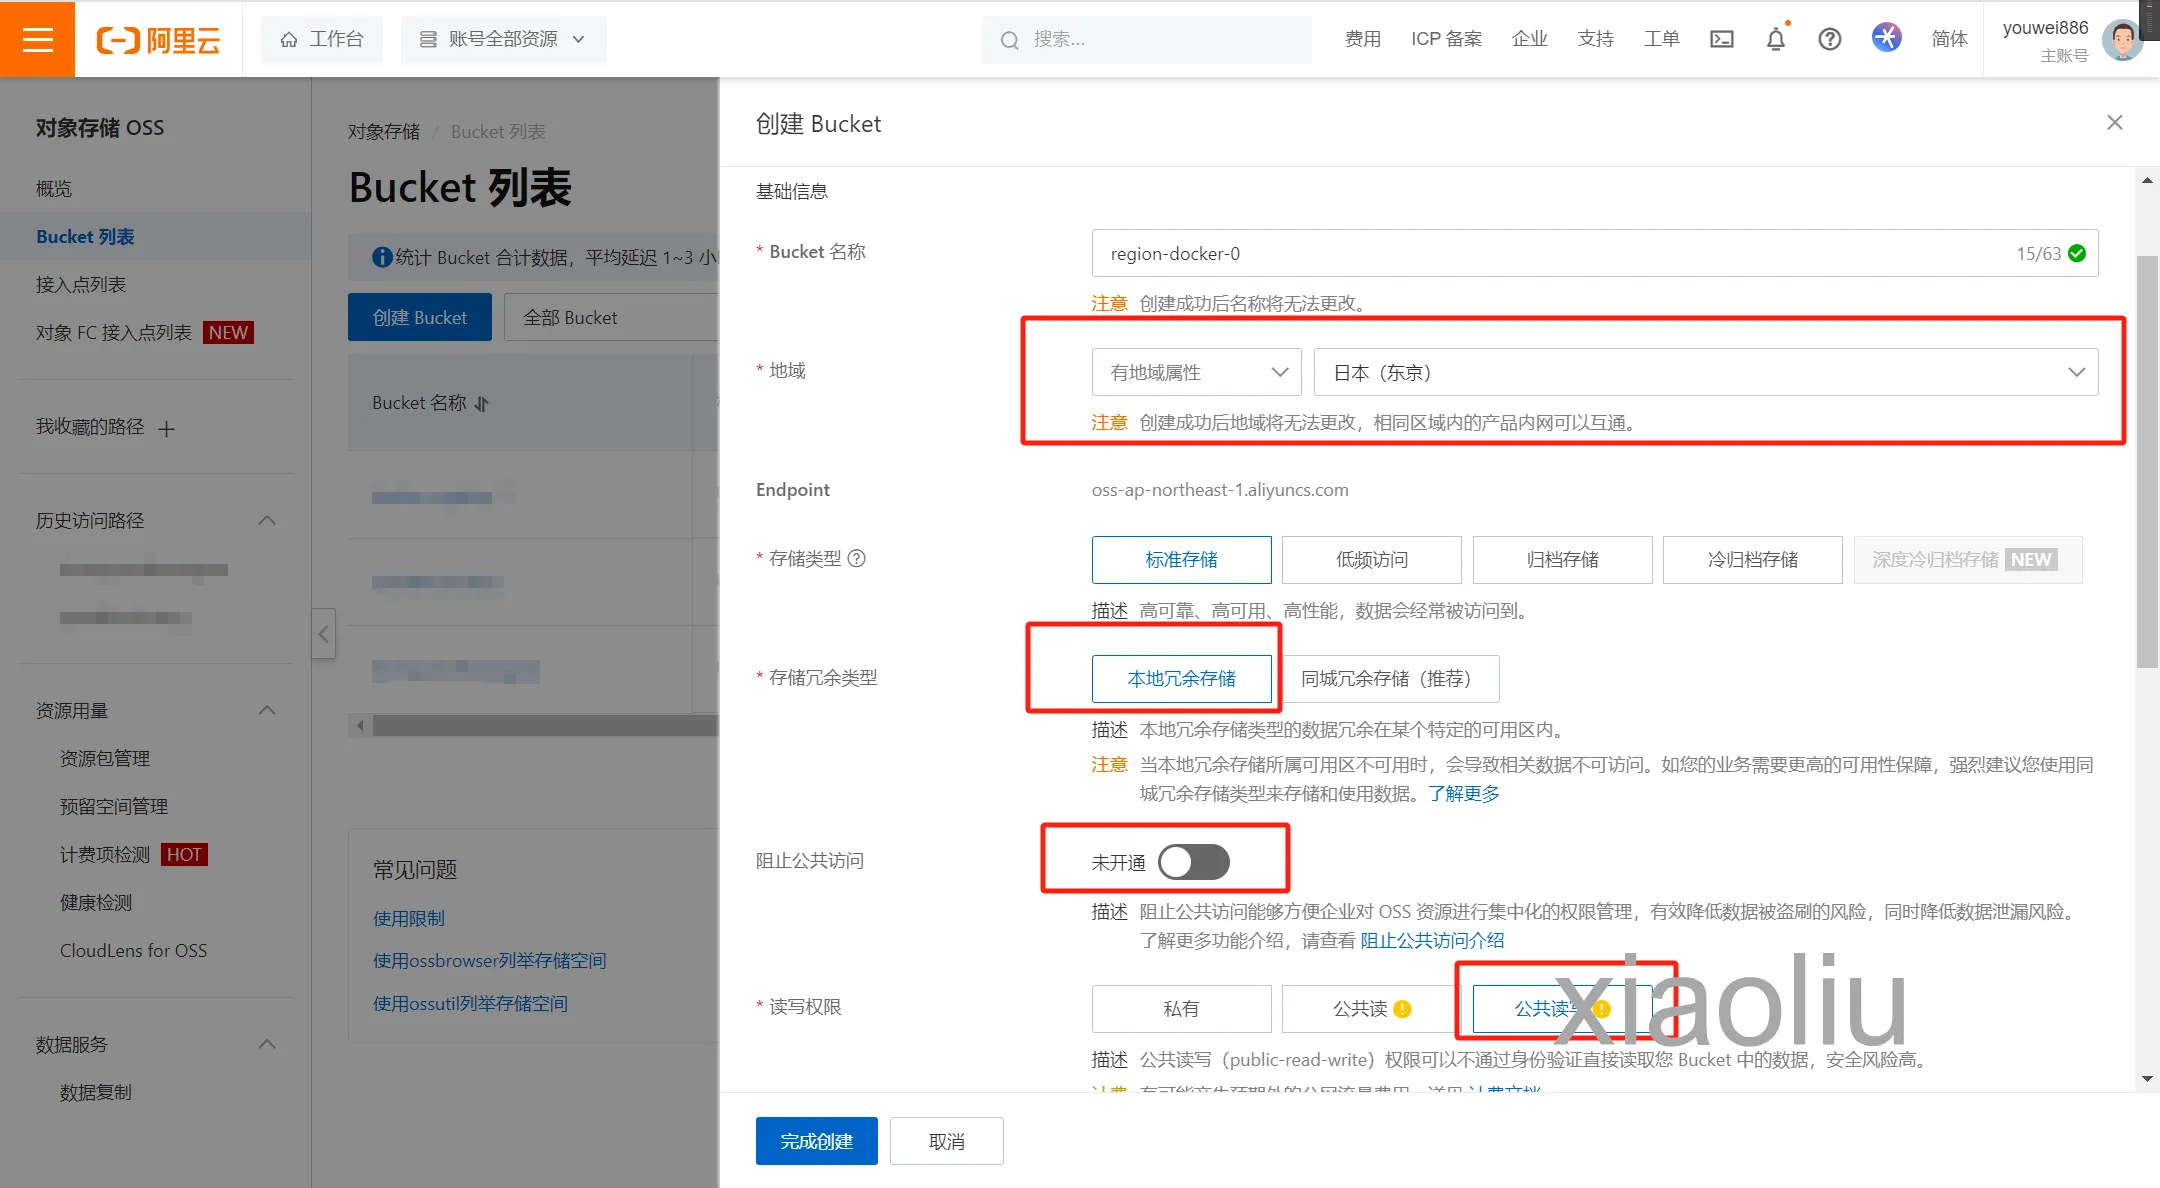 阿里云
工作台
账号全部资源
搜索...
费用
ICP 备案
企业
支持
工单
简体
youwei886
主账号
对象存储 OSS
概览
Bucket 列表
接入点列表
对象 FC 接入点列表 NEW
我收藏的路径
历史访问路径
资源用量
资源包管理
预留空间管理
计费项检测 HOT
健康检测
CloudLens for OSS
数据服务
数据复制
对象存储 / Bucket 列表
Bucket 列表
统计 Bucket 合计数据，平均延迟 1~3 小
创建 Bucket
全部 Bucket
Bucket 名称
常见问题
使用限制
使用ossbrowser列举存储空间
使用ossutil列举存储空间
创建 Bucket
基础信息
* Bucket 名称
region-docker-0
15/63
注意 创建成功后名称将无法更改。
* 地域
有地域属性
日本（东京）
注意 创建成功后地域将无法更改，相同区域内的产品内网可以互通。
Endpoint
oss-ap-northeast-1.aliyuncs.com
* 存储类型
标准存储
低频访问
归档存储
冷归档存储
深度冷归档存储 NEW
描述 高可靠、高可用、高性能，数据会经常被访问到。
* 存储冗余类型
本地冗余存储
同城冗余存储（推荐）
描述 本地冗余存储类型的数据冗余在某个特定的可用区内。
注意 当本地冗余存储所属可用区不可用时，会导致相关数据不可访问。如您的业务需要更高的可用性保障，强烈建议您使用同
城冗余存储类型来存储和使用数据。了解更多
阻止公共访问
未开通
描述 阻止公共访问能够方便企业对 OSS 资源进行集中化的权限管理，有效降低数据被盗刷的风险，同时降低数据泄漏风险。
了解更多功能介绍，请查看 阻止公共访问介绍
* 读写权限
私有
公共读
公共读写
xiaoliu
描述 公共读写（public-read-write）权限可以不通过身份验证直接读取您 Bucket 中的数据，安全风险高。
完成创建
取消